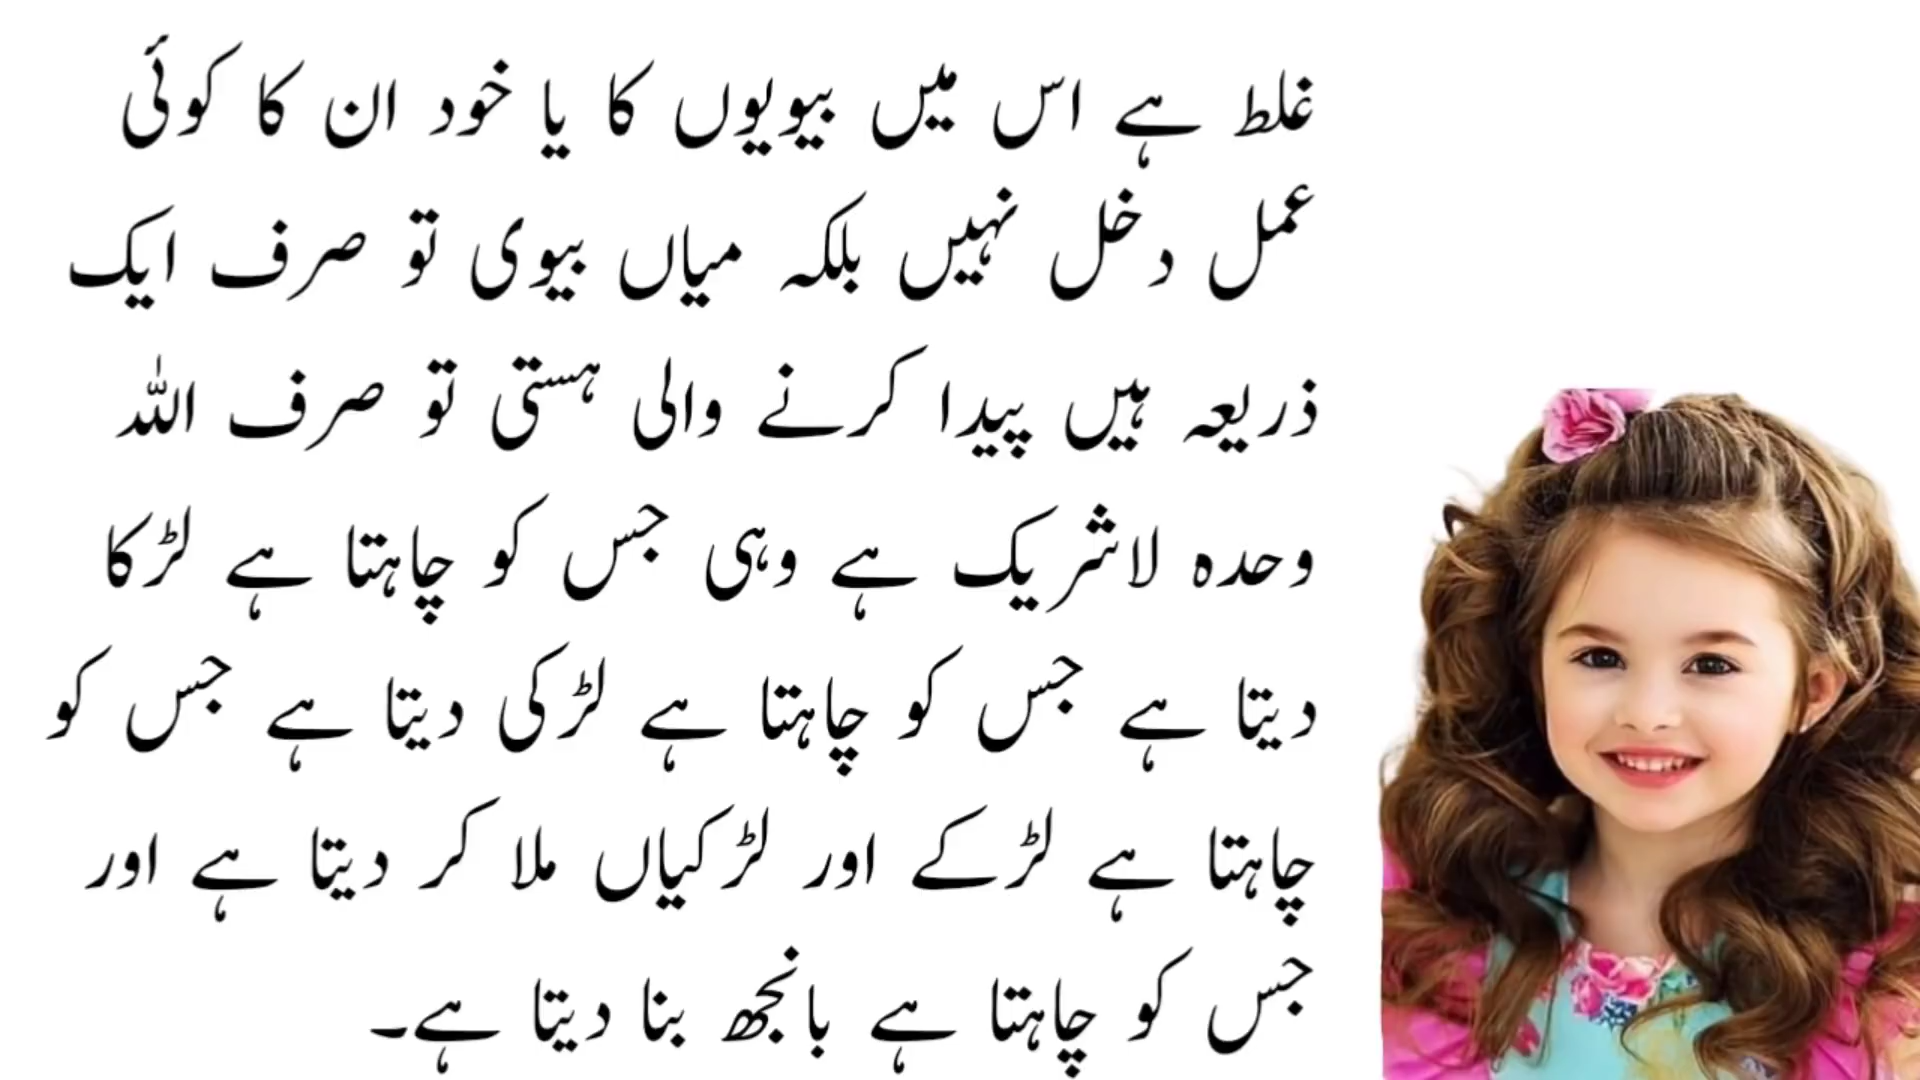 غلط ہے اس میں بیویوں کا یا خود ان کا کوئی
عمل دخل نہیں بلکہ میاں بیوی تو صرف ایک
ذریعہ ہیں پیدا کرنے والی ہستی تو صرف اللہ
وحدہ لاشریک ہے وہی جس کو چاہتا ہے لڑکا
دیتا ہے جس کو چاہتا ہے لڑکی دیتا ہے جس کو
چاہتا ہے لڑکے اور لڑکیاں ملا کر دیتا ہے اور
جس کو چاہتا ہے بانجھ بنا دیتا ہے۔